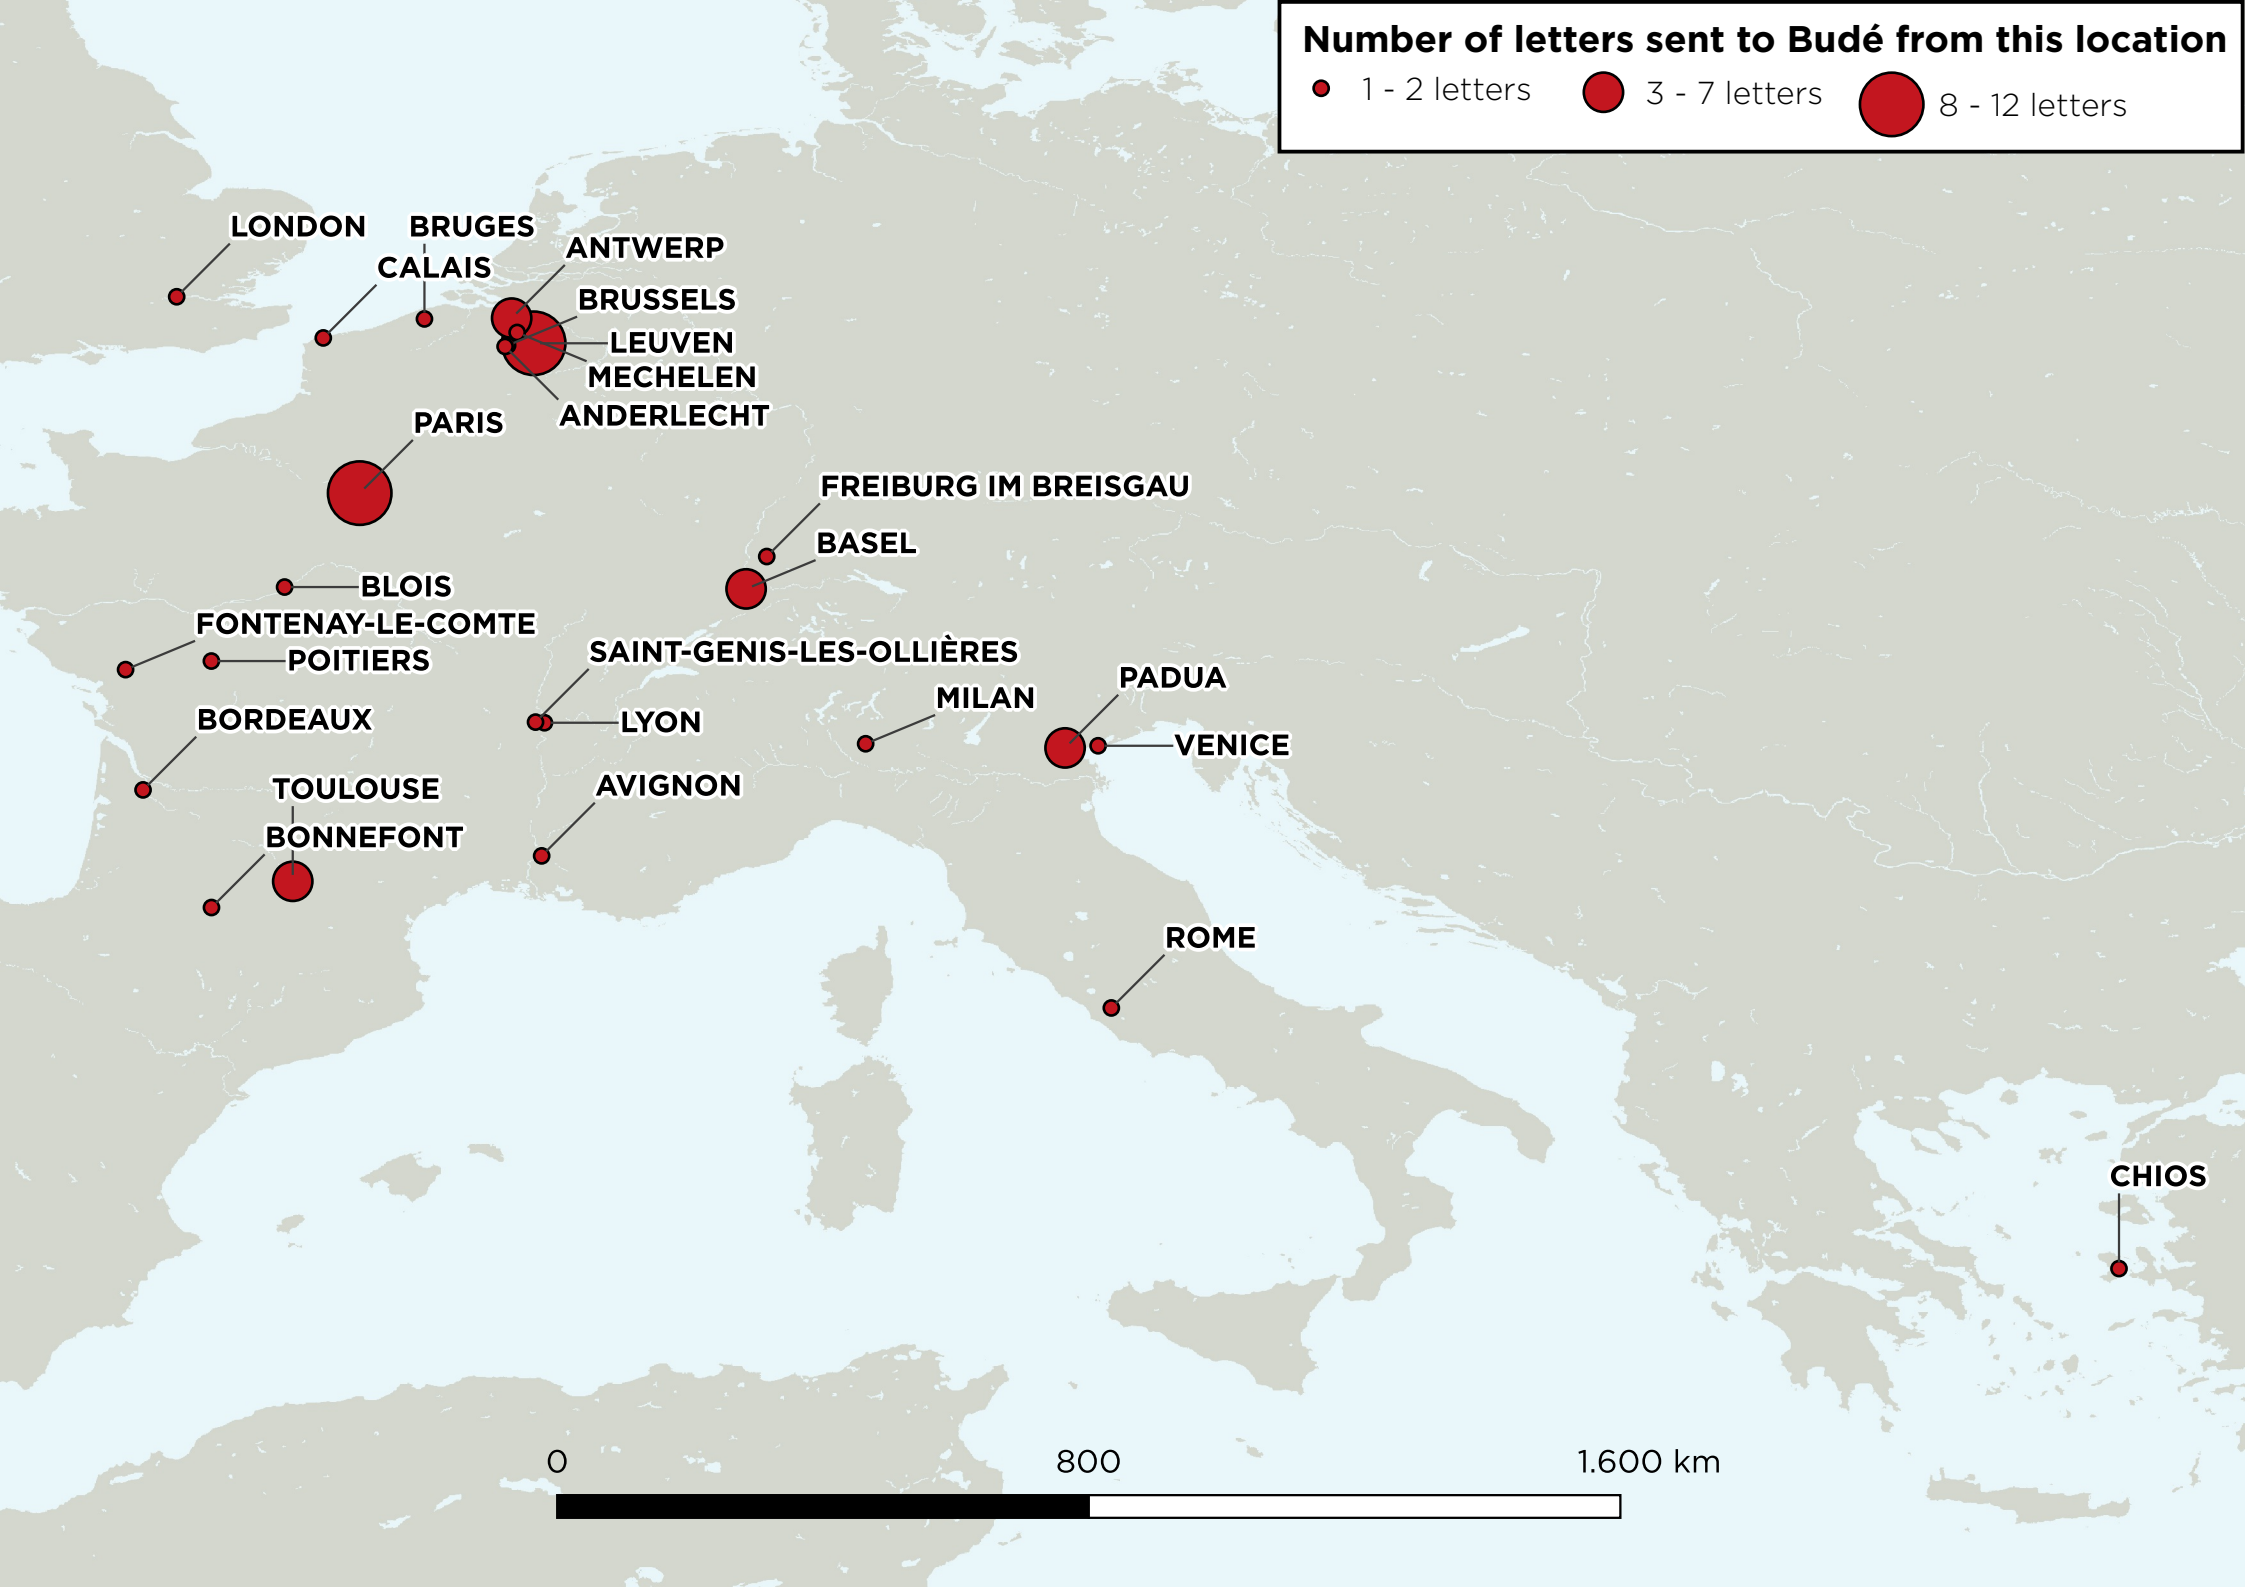 Number of letters sent to Budé from this location
1 - 2 letters
3 - 7 letters
8 - 12 letters
LONDON
BRUGES
CALAIS
ANTWERP
BRUSSELS
LEUVEN
MECHELEN
ANDERLECHT
PARIS
FREIBURG IM BREISGAU
BASEL
BLOIS
FONTENAY-LE-COMTE
POITIERS
SAINT-GENIS-LES-OLLIÈRES
PADUA
MILAN
BORDEAUX
LYON
VENICE
TOULOUSE
AVIGNON
BONNEFONT
ROME
CHIOS
0
800
1.600 km